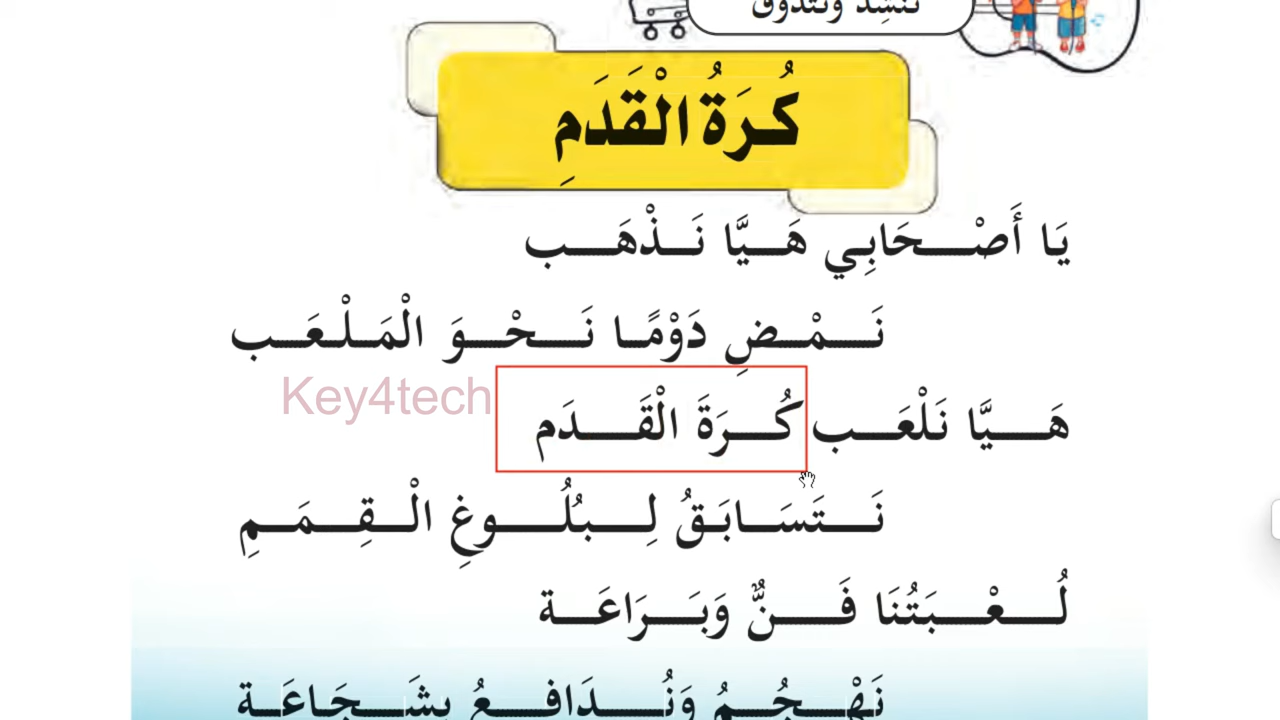 نُنْشِدُ وَنَتَذَوَّقُ
كُرَةُ الْقَدَمِ
يَا أَصْحَابِي هَيَّا نَذْهَب
نَمْضِ دَوْمًا نَحْوَ الْمَلْعَب
Key4tech
هَيَّا نَلْعَب كُرَةَ الْقَدَم
نَتَسَابَقُ لِبُلُوغِ الْقِمَمِ
لُعْبَتُنَا فَنٌّ وَبَرَاعَة
نَهْجُمُ وَنُدَافِعُ بِشَجَاعَة